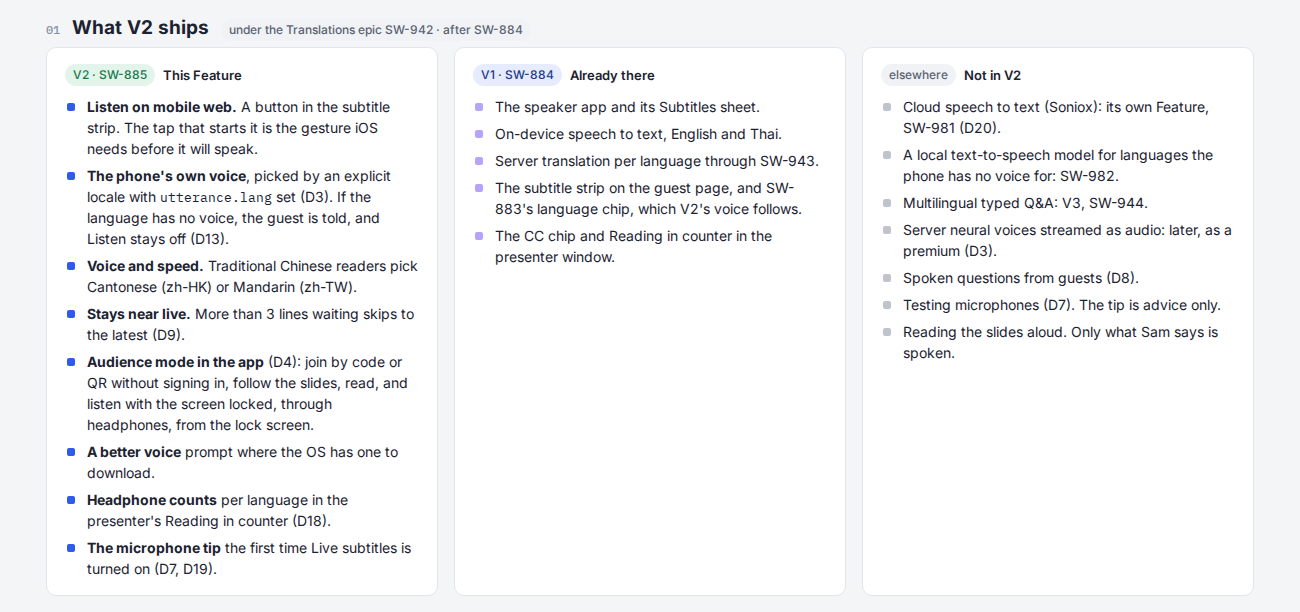 01 What V2 ships under the Translations epic SW-942 · after SW-884
V2 · SW-885 This Feature
Listen on mobile web. A button in the subtitle
strip. The tap that starts it is the gesture iOS
needs before it will speak.
The phone's own voice, picked by an explicit
locale with utterance.lang set (D3). If the
language has no voice, the guest is told, and
Listen stays off (D13).
Voice and speed. Traditional Chinese readers pick
Cantonese (zh-HK) or Mandarin (zh-TW).
Stays near live. More than 3 lines waiting skips to
the latest (D9).
Audience mode in the app (D4): join by code or
QR without signing in, follow the slides, read, and
listen with the screen locked, through
headphones, from the lock screen.
A better voice prompt where the OS has one to
download.
Headphone counts per language in the
presenter's Reading in counter (D18).
The microphone tip the first time Live subtitles is
turned on (D7, D19).
V1 · SW-884 Already there
The speaker app and its Subtitles sheet.
On-device speech to text, English and Thai.
Server translation per language through SW-943.
The subtitle strip on the guest page, and SW-
883's language chip, which V2's voice follows.
The CC chip and Reading in counter in the
presenter window.
elsewhere Not in V2
Cloud speech to text (Soniox): its own Feature,
SW-981 (D20).
A local text-to-speech model for languages the
phone has no voice for: SW-982.
Multilingual typed Q&A: V3, SW-944.
Server neural voices streamed as audio: later, as a
premium (D3).
Spoken questions from guests (D8).
Testing microphones (D7). The tip is advice only.
Reading the slides aloud. Only what Sam says is
spoken.